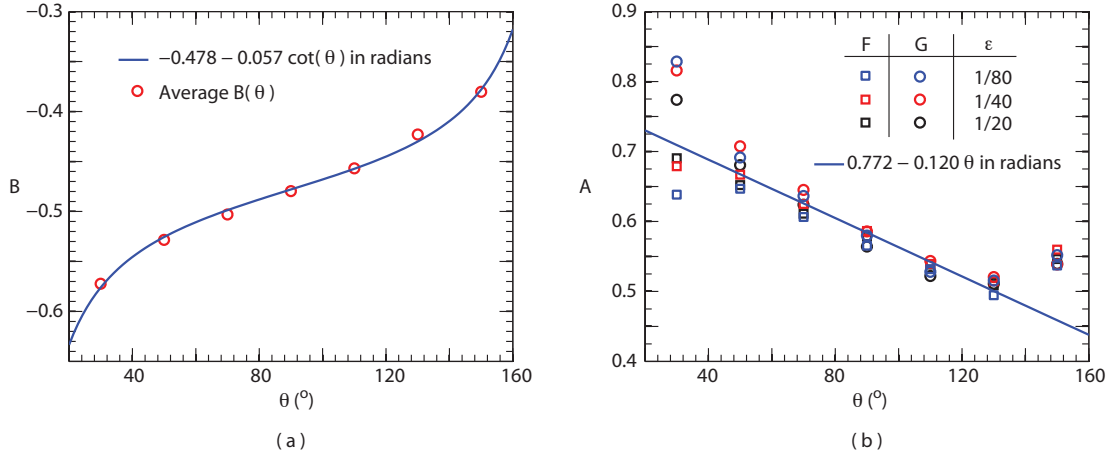 −0.3
−0.4
−0.5
−0.6
B
−0.478 − 0.057 cot(θ) in radians
Average B(θ)
40 80 120 160
θ (o)
( a )
0.9
0.8
0.7
0.6
0.5
0.4
A
F G ε
1/80
1/40
1/20
0.772 − 0.120 θ in radians
40 80 120 160
θ (o)
( b )